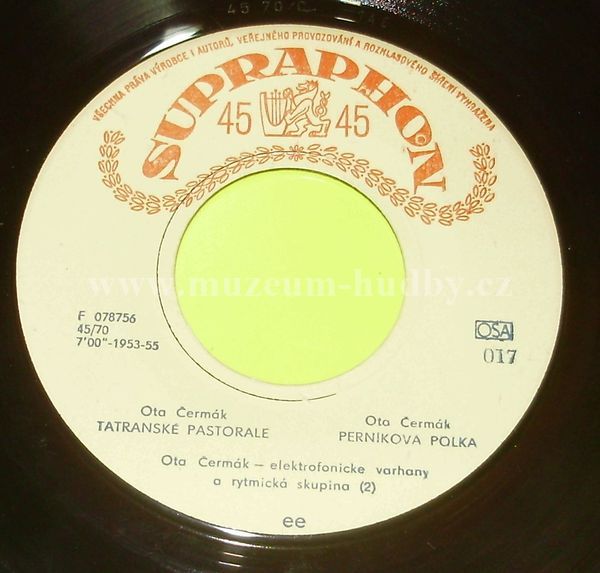 45 70/C
VŠECHNA PRÁVA VÝROBCE I AUTORŮ, VEŘEJNÉHO PROVOZOVÁNÍ A ROZHLASOVÉHO ŠÍŘENÍ VYHRAŽENA
SUPRAPHON
45 45
www.muzeum-hudby.cz
F 078756
45/70
7'00"-1953-55
OSA
017
Ota Čermák
TATRANSKÉ PASTORALE
Ota Čermák
PERNIKOVA POLKA
Ota Čermák – elektrofonicke varhany
a rytmická skupina (2)
ee